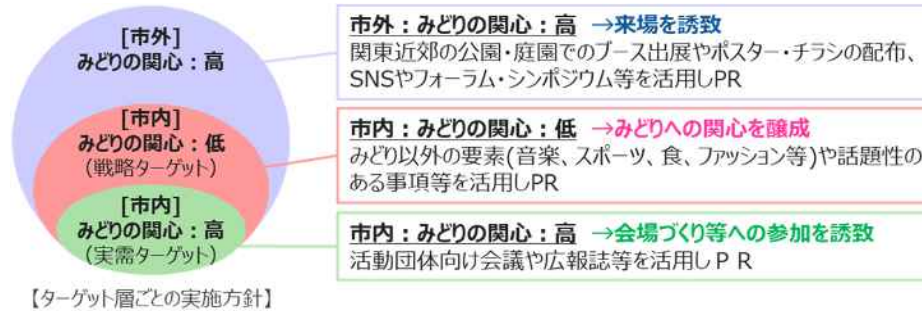 [市外]
みどりの関心：高
[市内]
みどりの関心：低
(戦略ターゲット)
[市内]
みどりの関心：高
(実需ターゲット)
【ターゲット層ごとの実施方針】
市外：みどりの関心：高 →来場を誘致
関東近郊の公園・庭園でのブース出展やポスター・チラシの配布、
SNSやフォーラム・シンポジウム等を活用しPR
市内：みどりの関心：低 →みどりへの関心を醸成
みどり以外の要素(音楽、スポーツ、食、ファッション等)や話題性の
ある事項等を活用しPR
市内：みどりの関心：高 →会場づくり等への参加を誘致
活動団体向け会議や広報誌等を活用しＰＲ